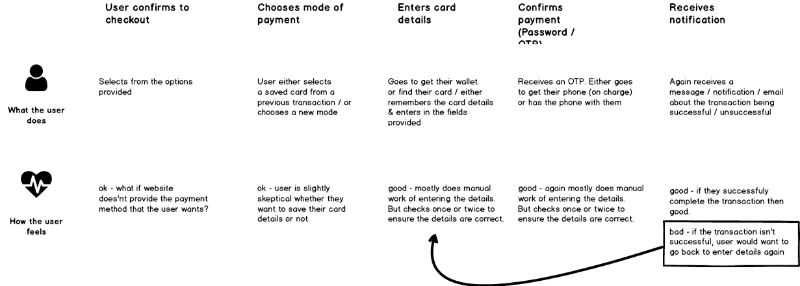 User confirms to
checkout
Chooses mode of
payment
Enters card
details
Confirms
payment
(Password /
OTP)
Receives
notification
What the user
does
Selects from the options
provided
User either selects
a saved card from a
previous transaction / or
chooses a new mode
Goes to get their wallet
or find their card / either
remembers the card details
& enters in the fields
provided
Receives an OTP. Either goes
to get their phone (on charge)
or has the phone with them
Again receives a
message / notification / email
about the transaction being
successful / unsuccessful
How the user
feels
ok - what if website
does'nt provide the payment
method that the user wants?
ok - user is slightly
skeptical whether they
want to save their card
details or not
good - mostly does manual
work of entering the details.
But checks once or twice to
ensure the details are correct.
good - again mostly does manual
work of entering the details.
But checks once or twice to
ensure the details are correct.
good - if they successfuly
complete the transaction then
good.
bad - if the transaction isn't
successful, user would want to
go back to enter details again